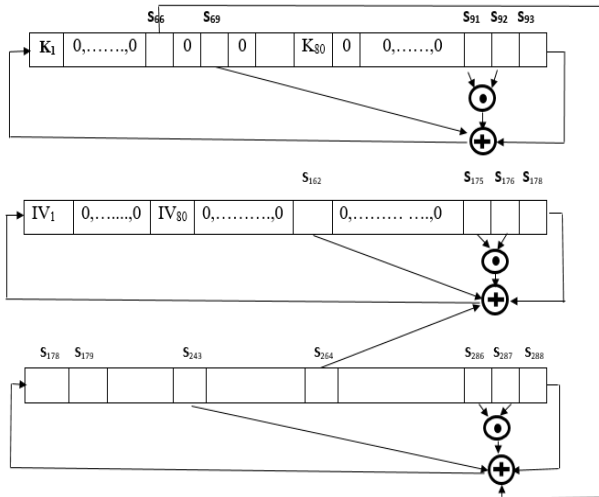 S66 S69 S91 S92 S93
K1 0,…….,0 0 0 K80 0 0,……,0
S162 S175 S176 S178
IV1 0,…....,0 IV80 0,……….,0 0,……… ….,0
S178 S179 S243 S264 S286 S287 S288